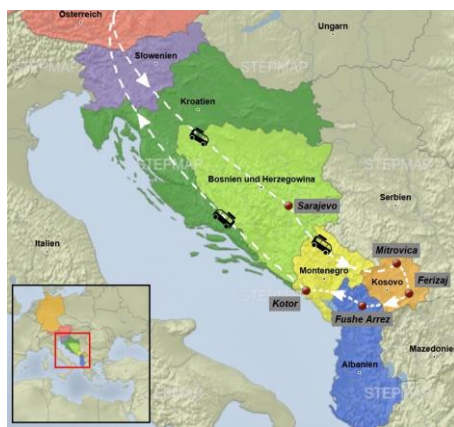 Österreich
Ungarn
Slowenien
STEPMAP
STEPMAP
Kroatien
STEPMAP
Bosnien und Herzegowina
Serbien
Sarajevo
Italien
Mitrovica
Montenegro
Kosovo
Ferizaj
Kotor
Fushe Arrez
Mazedonien
Albanien
STEPMAP